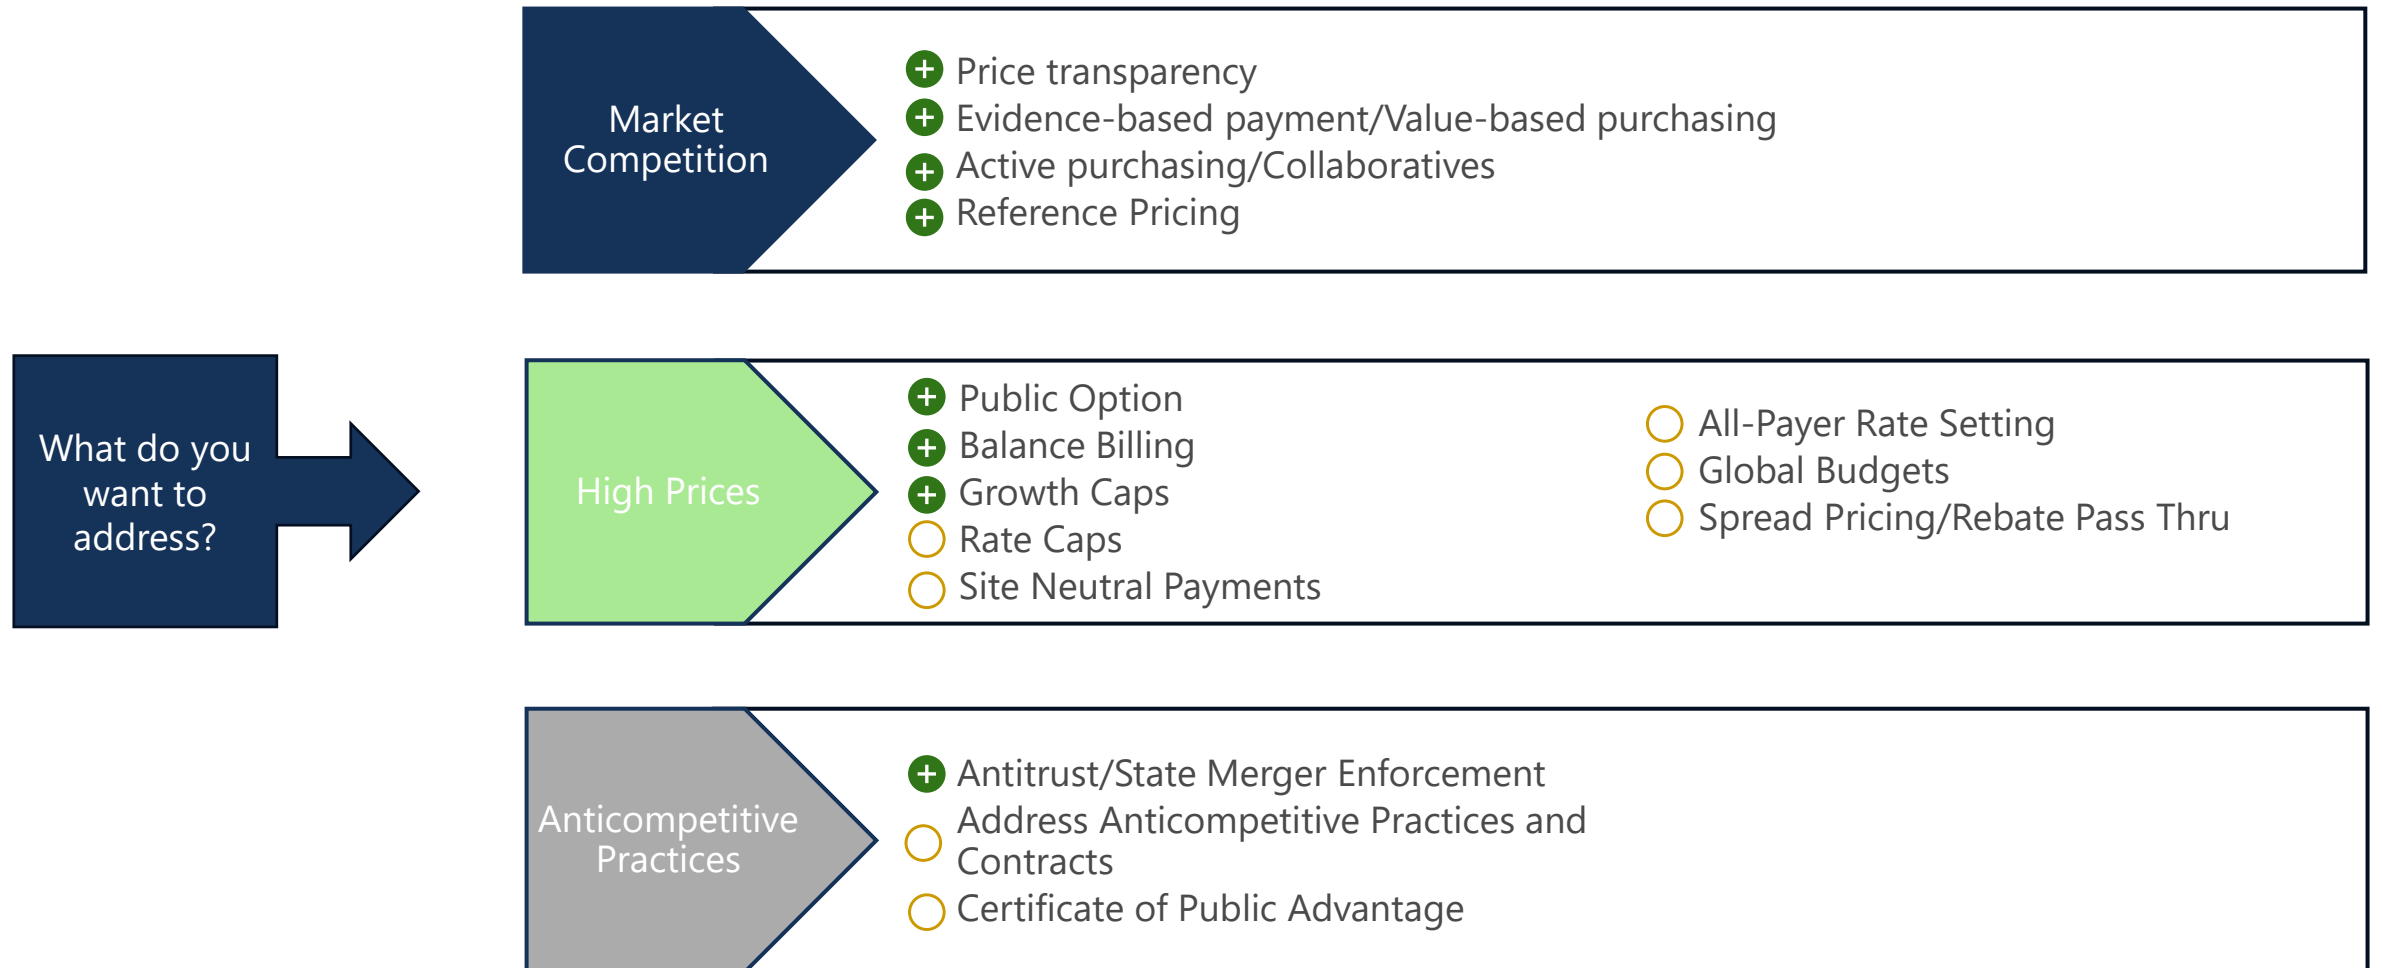 Market
Competition
Price transparency
Evidence-based payment/Value-based purchasing
Active purchasing/Collaboratives
Reference Pricing
What do you
want to
address?
High Prices
Public Option
Balance Billing
Growth Caps
Rate Caps
Site Neutral Payments
All-Payer Rate Setting
Global Budgets
Spread Pricing/Rebate Pass Thru
Anticompetitive
Practices
Antitrust/State Merger Enforcement
Address Anticompetitive Practices and
Contracts
Certificate of Public Advantage